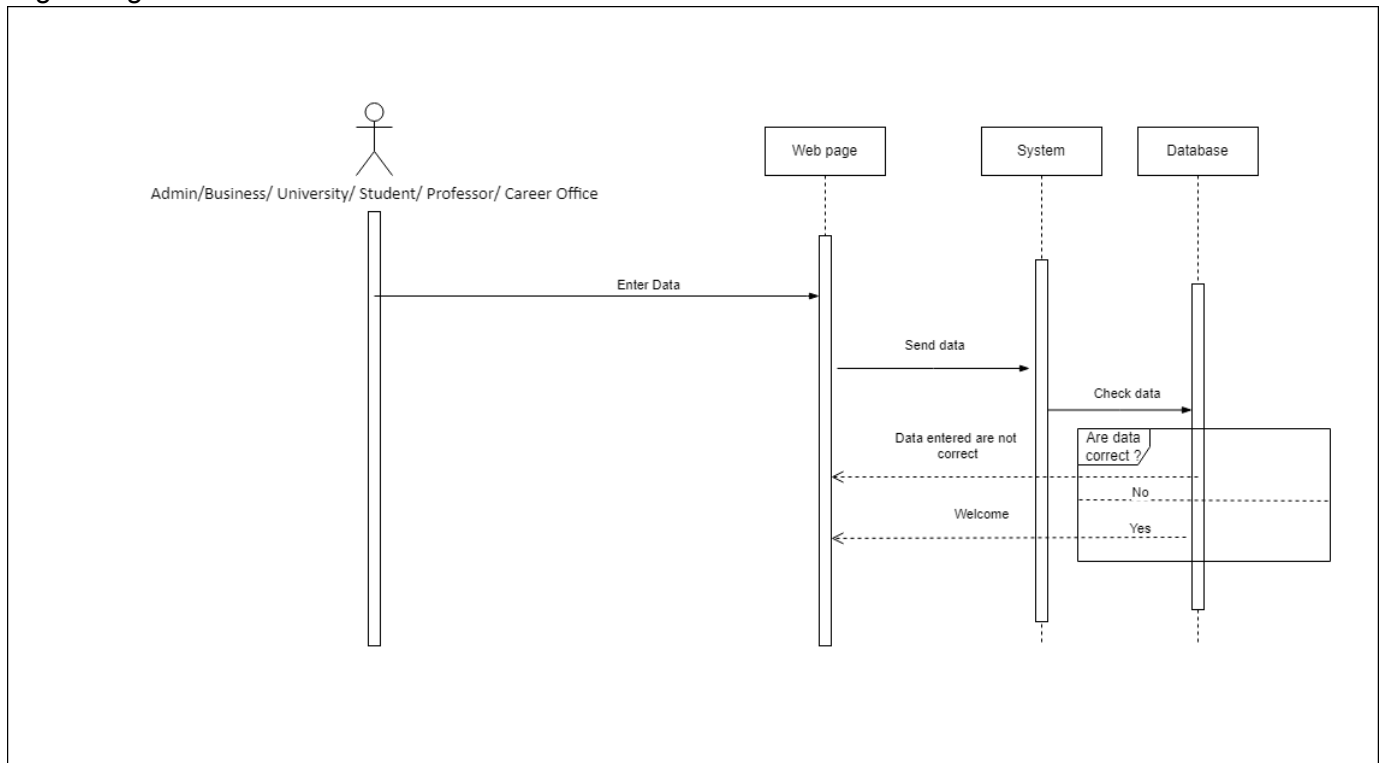 Web page
System
Database
Admin/Business/ University/ Student/ Professor/ Career Office
Enter Data
Send data
Check data
Data entered are not
correct
Are data
correct ?
No
Welcome
Yes